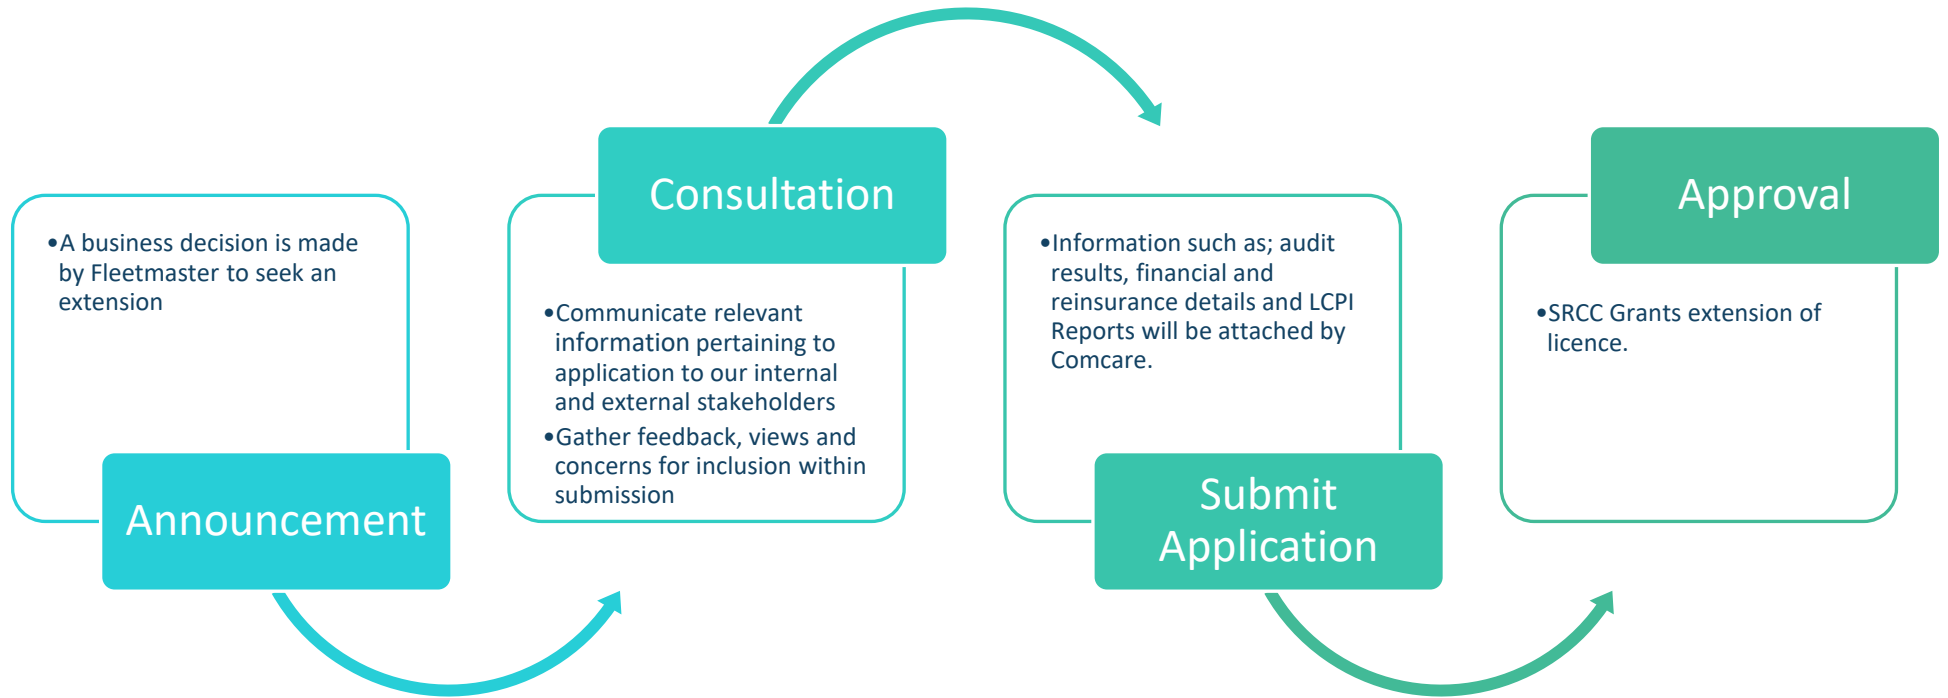 •A business decision is made
by Fleetmaster to seek an
extension
Announcement
Consultation
•Communicate relevant
information pertaining to
application to our internal
and external stakeholders
•Gather feedback, views and
concerns for inclusion within
submission
•Information such as; audit
results, financial and
reinsurance details and LCPI
Reports will be attached by
Comcare.
Submit
Application
Approval
•SRCC Grants extension of
licence.